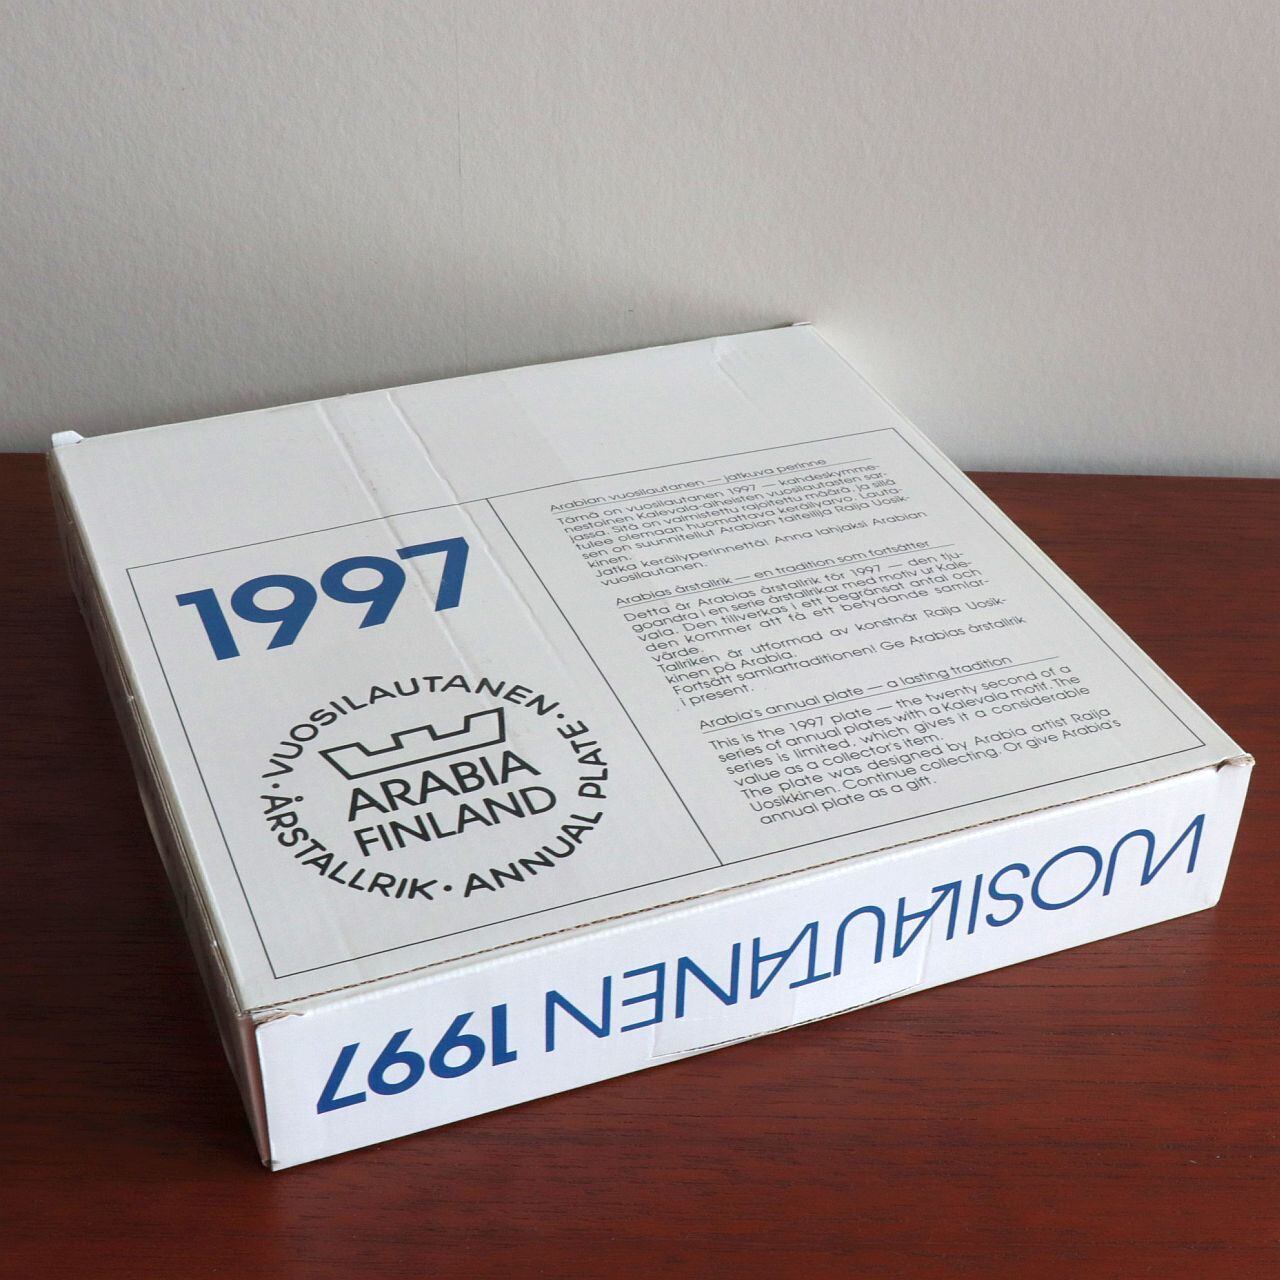 1997
VUOSILAUTANEN · ANNUAL PLATE · ÅRSTALLRIK ·
ARABIA
FINLAND
Arabian vuosilautanen — jatkuva perinne
Tämä on vuosilautanen 1997 — kahdeskymme-
nestoinen Kalevala-aiheisten vuosilautasten sar-
jassa. Sitä on valmistettu rajoitettu määrä, ja sillä
tulee olemaan huomattava keräilyarvo. Lauta-
sen on suunnitellut Arabian taiteilija Raija Uosik-
kinen.
Jatka keräilyperinnettä! Anna lahjaksi Arabian
vuosilautanen.
Arabias årstallrik — en tradition som fortsätter
Detta är Arabias årstallrik för 1997 — den tju-
goandra i en serie årstallrikar med motiv ur Kale-
vala. Den tillverkas i ett begränsat antal och
den kommer att få ett betydande samlar-
värde.
Tallriken är utformad av konstnär Raija Uosik-
kinen på Arabia.
Fortsätt samlartraditionen! Ge Arabias årstallrik
i present.
Arabia's annual plate — a lasting tradition
This is the 1997 plate — the twenty second of a
series of annual plates with a Kalevala motif. The
series is limited, which gives it a considerable
value as a collector's item.
The plate was designed by Arabia artist Raija
Uosikkinen. Continue collecting. Or give Arabia's
annual plate as a gift.
VUOSILAUTANEN 1997